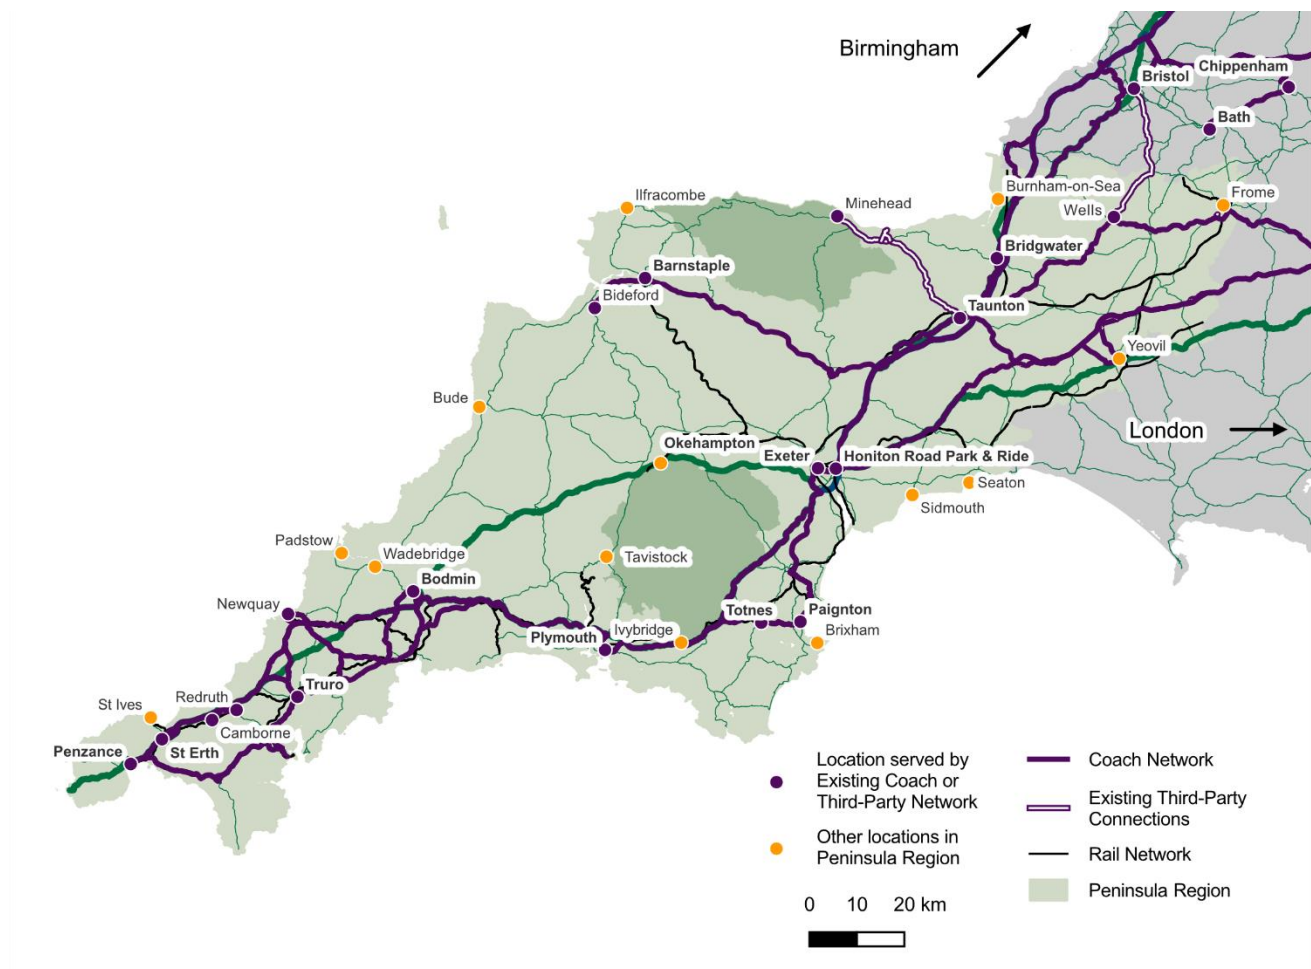 Birmingham
Chippenham
Bristol
Bath
Ilfracombe
Burnham-on-Sea
Frome
Minehead
Wells
Bridgwater
Barnstaple
Bideford
Taunton
Yeovil
Bude
London
Okehampton
Exeter
Honiton Road Park & Ride
Seaton
Sidmouth
Padstow
Wadebridge
Tavistock
Bodmin
Newquay
Totnes
Paignton
Plymouth
Ivybridge
Brixham
Truro
Redruth
St Ives
Camborne
Penzance
St Erth
Location served by
Existing Coach or
Third-Party Network
Other locations in
Peninsula Region
Coach Network
Existing Third-Party
Connections
Rail Network
Peninsula Region
0 10 20 km